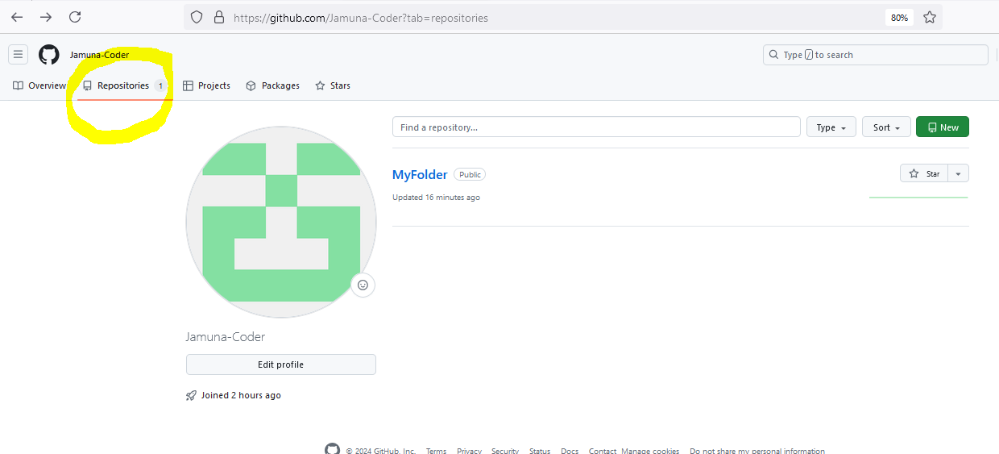 https://github.com/Jamuna-Coder?tab=repositories 80%
Jamuna-Coder Type / to search
Overview Repositories 1 Projects Packages Stars
Find a repository... Type Sort New
MyFolder Public Star
Updated 16 minutes ago
Jamuna-Coder
Edit profile
Joined 2 hours ago
© 2024 GitHub, Inc. Terms Privacy Security Status Docs Contact Manage cookies Do not share my personal information